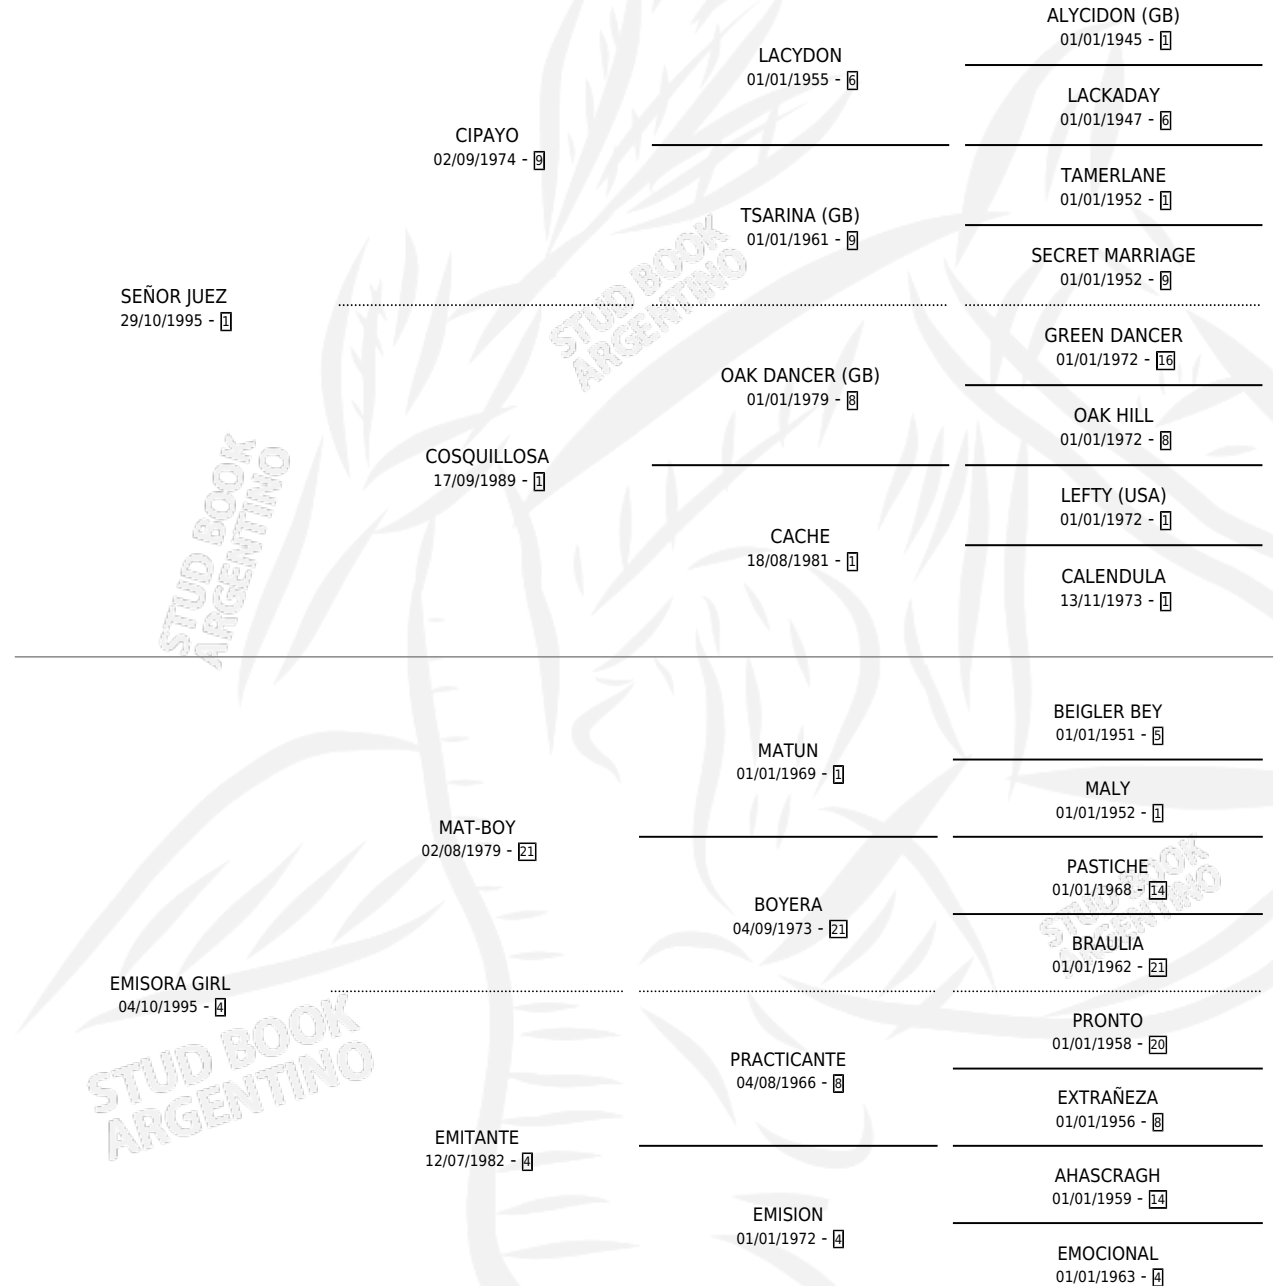 ALYCIDON (GB)
01/01/1945 - 1
LACYDON
01/01/1955 - 6
LACKADAY
01/01/1947 - 6
CIPAYO
02/09/1974 - 9
TAMERLANE
01/01/1952 - 1
TSARINA (GB)
01/01/1961 - 9
SECRET MARRIAGE
01/01/1952 - 9
SEÑOR JUEZ
29/10/1995 - 1
STUD BOOK
ARGENTINO
GREEN DANCER
01/01/1972 - 16
OAK DANCER (GB)
01/01/1979 - 8
OAK HILL
01/01/1972 - 8
COSQUILLOSA
17/09/1989 - 1
LEFTY (USA)
01/01/1972 - 1
CACHE
18/08/1981 - 1
CALENDULA
13/11/1973 - 1
STUD BOOK
ARGENTINO
BEIGLER BEY
01/01/1951 - 5
MATUN
01/01/1969 - 1
MALY
01/01/1952 - 1
MAT-BOY
02/08/1979 - 21
PASTICHE
01/01/1968 - 14
BOYERA
04/09/1973 - 21
BRAULIA
01/01/1962 - 21
STUD BOOK
ARGENTINO
EMISORA GIRL
04/10/1995 - 4
PRONTO
01/01/1958 - 20
PRACTICANTE
04/08/1966 - 8
EXTRAÑEZA
01/01/1956 - 8
STUD BOOK
ARGENTINO
EMITANTE
12/07/1982 - 4
AHASCRAGH
01/01/1959 - 14
EMISION
01/01/1972 - 4
EMOCIONAL
01/01/1963 - 4